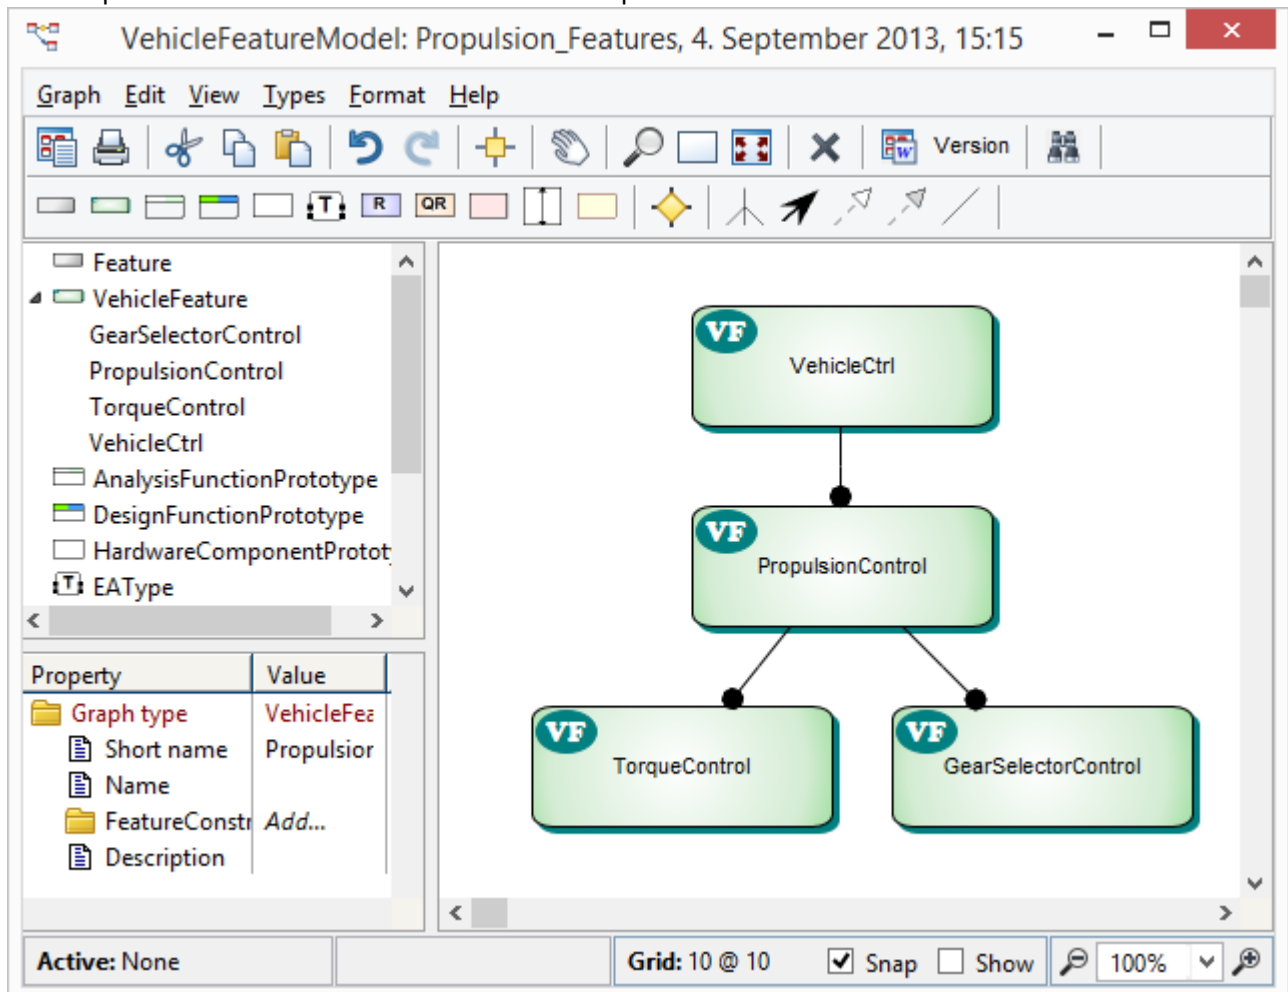 VehicleFeatureModel: Propulsion_Features, 4. September 2013, 15:15
Graph Edit View Types Format Help
W Version
T R QR
Feature
VehicleFeature
GearSelectorControl
PropulsionControl
TorqueControl
VehicleCtrl
AnalysisFunctionPrototype
DesignFunctionPrototype
HardwareComponentPrototy
T EAType
Property Value
Graph type VehicleFea
Short name Propulsion
Name
FeatureConstr Add...
Description
VF
VehicleCtrl
VF
PropulsionControl
VF
TorqueControl
VF
GearSelectorControl
Active: None Grid: 10 @ 10 Snap Show 100%